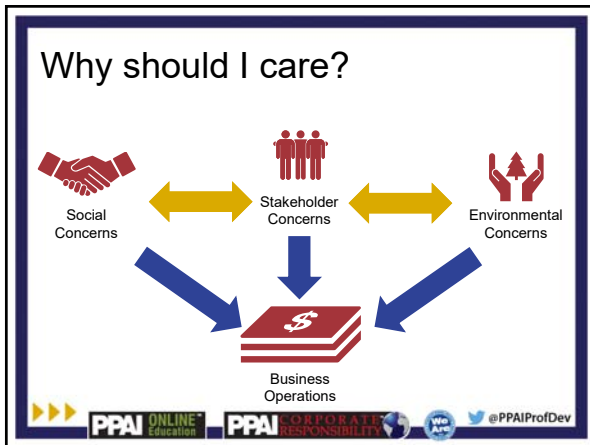 Why should I care?
Social
Concerns
Stakeholder
Concerns
Environmental
Concerns
$
Business
Operations
PPAI ONLINE Education
PPAI CORPORATE RESPONSIBILITY
We Are
@PPAIProfDev